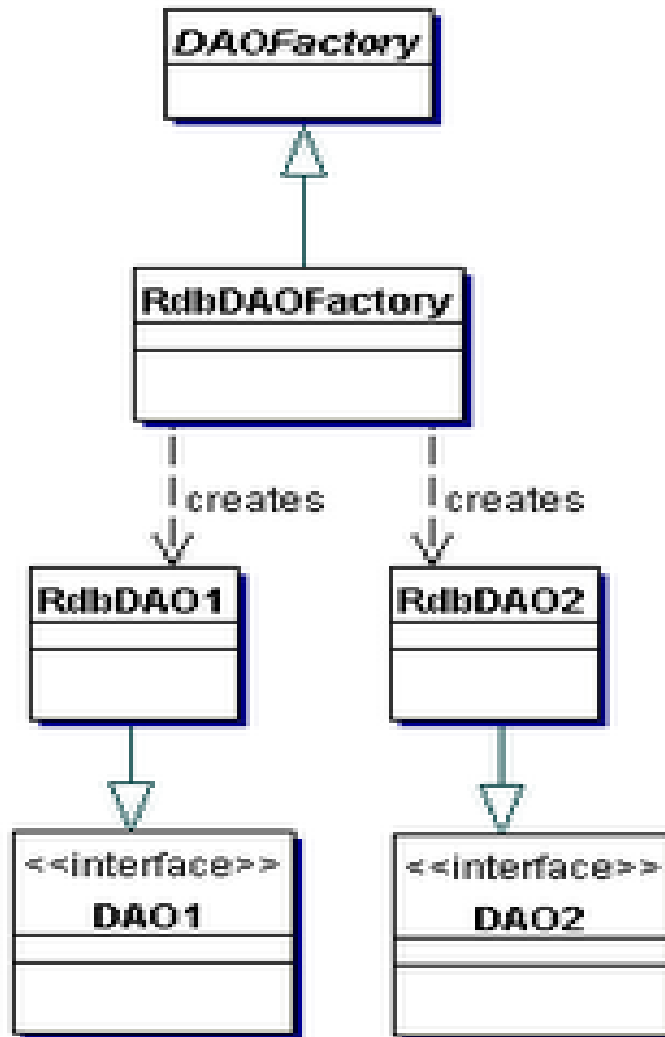 DAOFactory
RdbDAOFactory
creates
creates
RdbDAO1
RdbDAO2
<<interface>>
DAO1
<<interface>>
DAO2